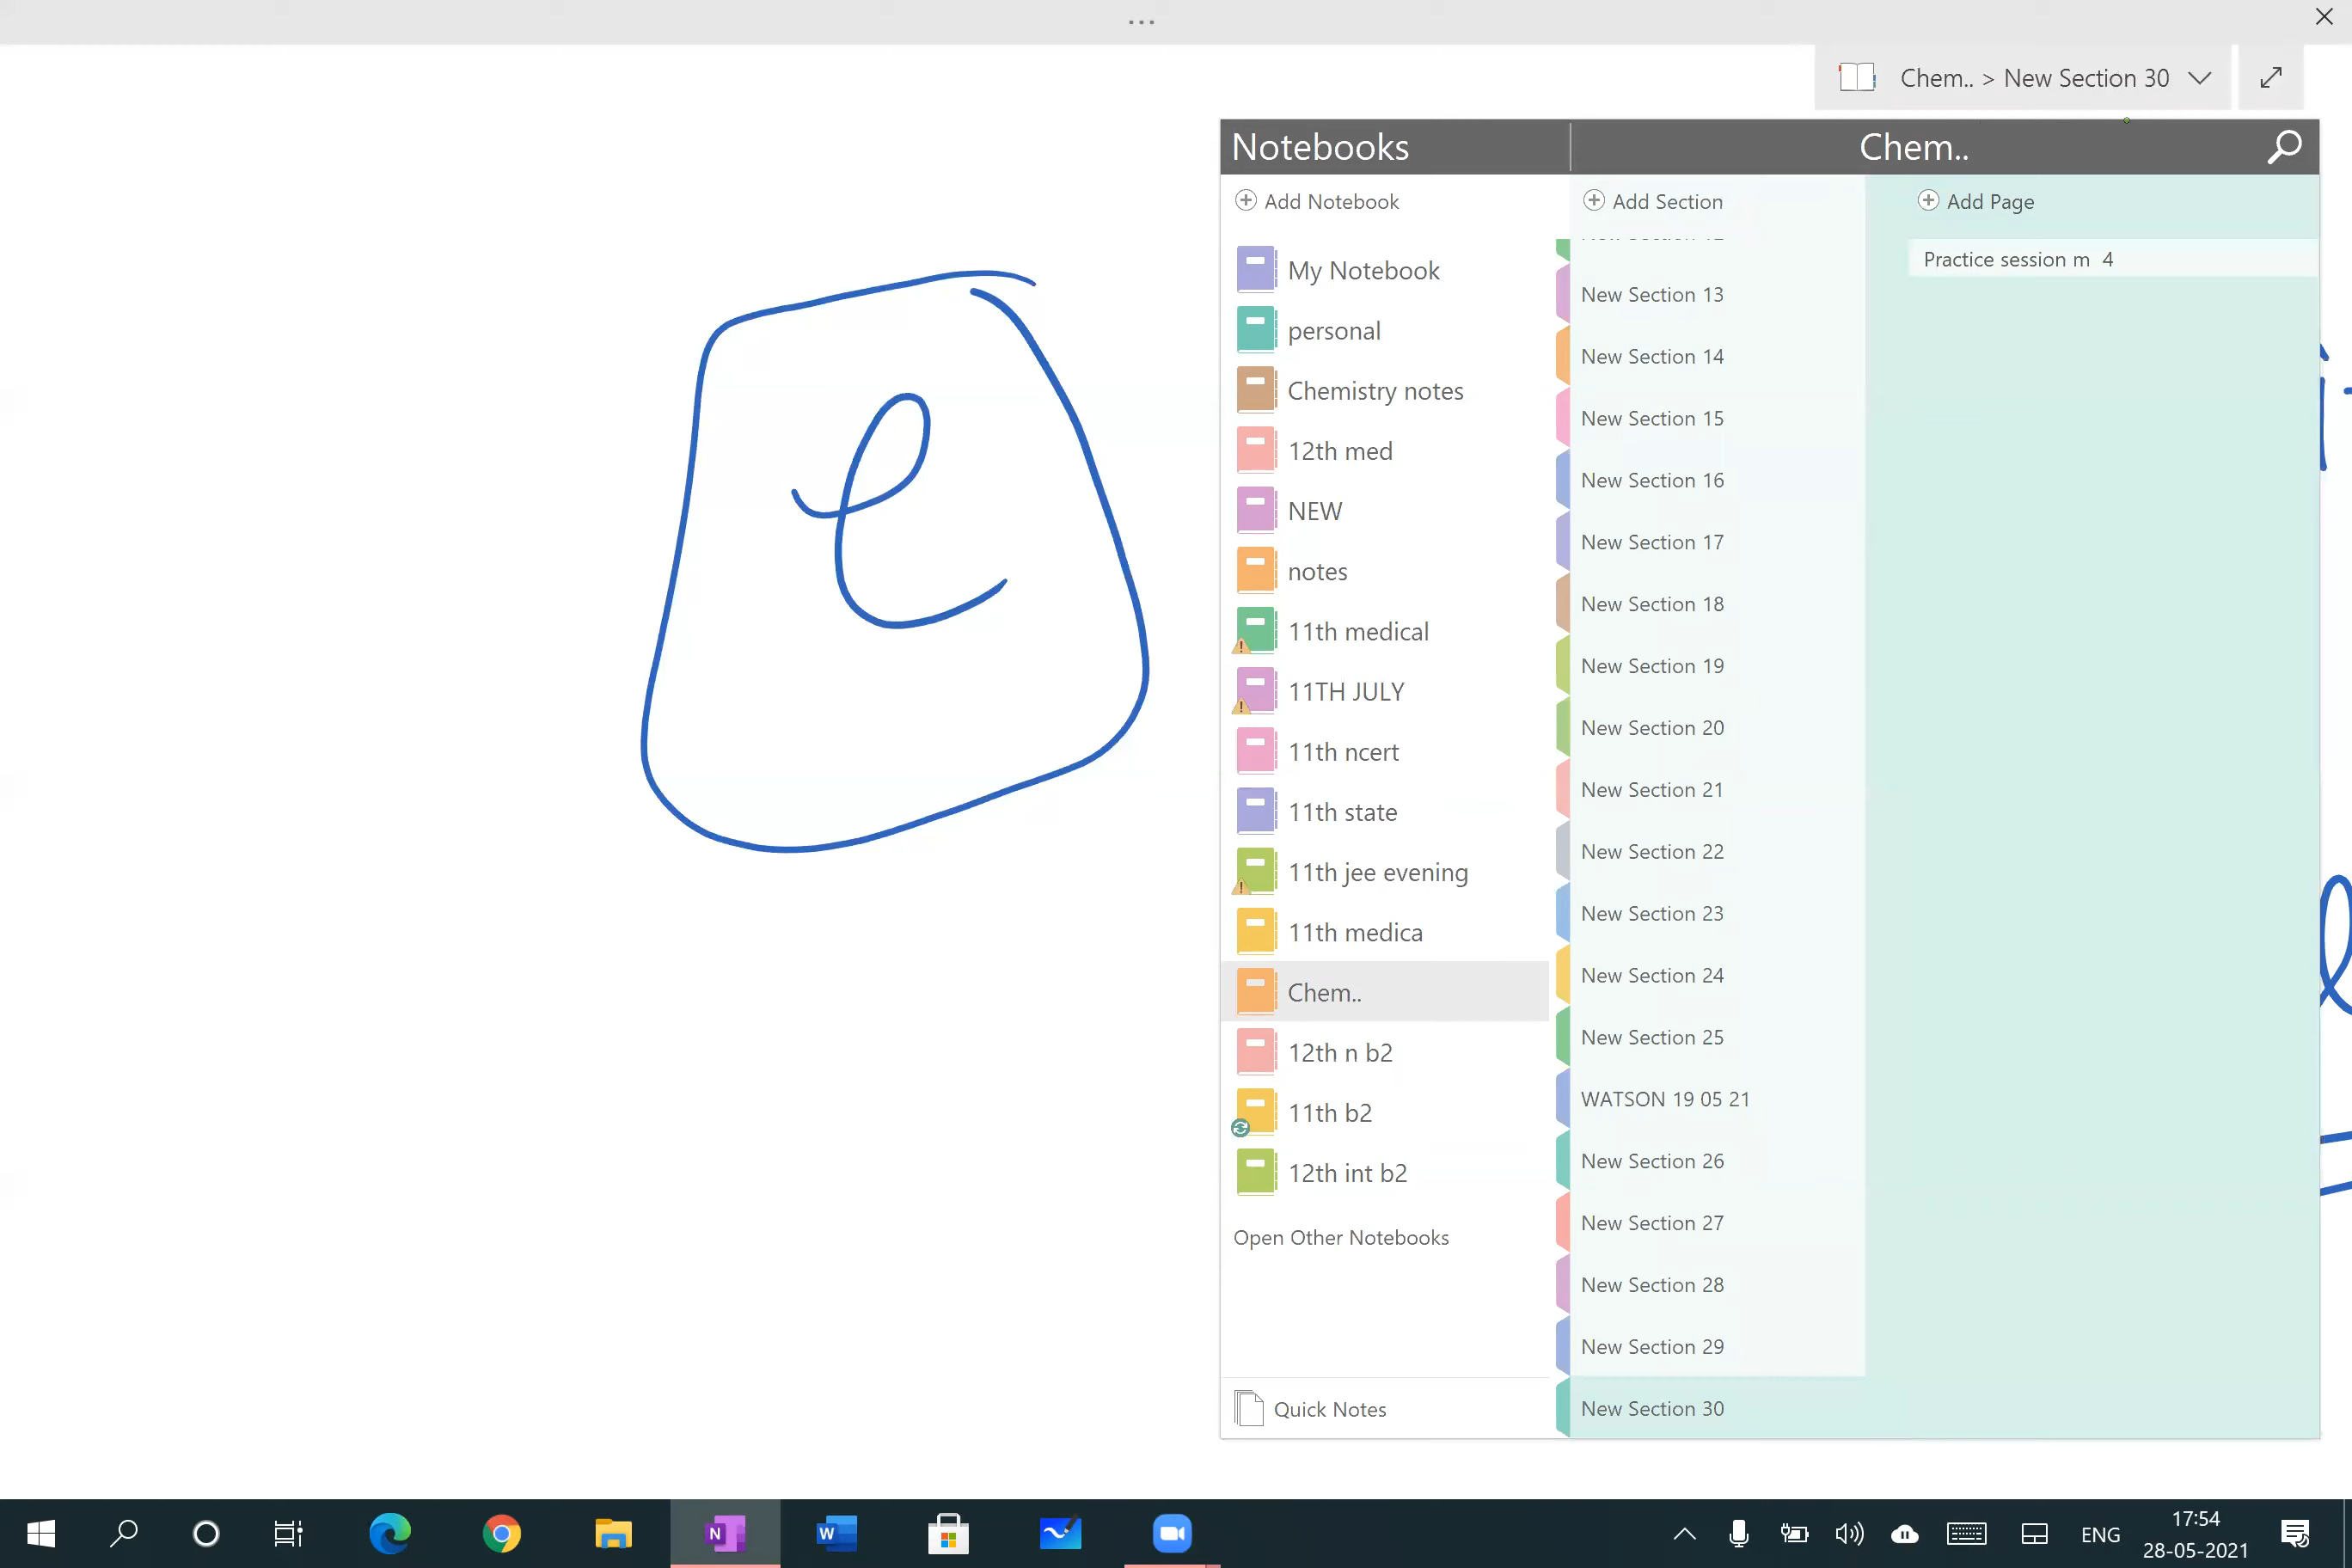 Chem.. > New Section 30
Notebooks
Chem..
Add Notebook
Add Section
Add Page
My Notebook
personal
Chemistry notes
12th med
NEW
notes
11th medical
11TH JULY
11th ncert
11th state
11th jee evening
11th medica
Chem..
12th n b2
11th b2
12th int b2
Open Other Notebooks
Quick Notes
New Section 13
New Section 14
New Section 15
New Section 16
New Section 17
New Section 18
New Section 19
New Section 20
New Section 21
New Section 22
New Section 23
New Section 24
New Section 25
WATSON 19 05 21
New Section 26
New Section 27
New Section 28
New Section 29
New Section 30
Practice session m 4
e
ENG
17:54
28-05-2021